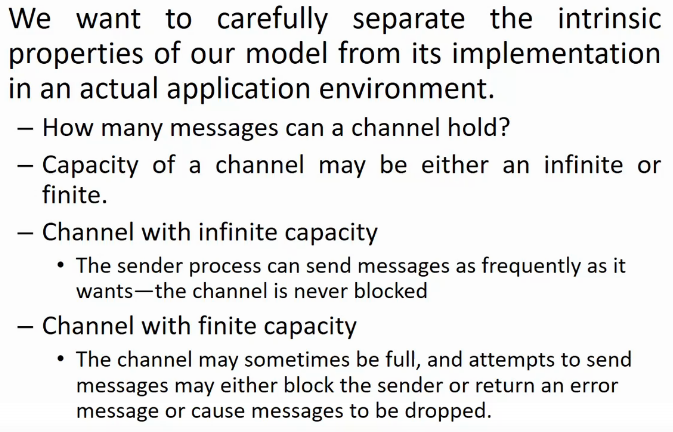 We want to carefully separate the intrinsic
properties of our model from its implementation
in an actual application environment.
– How many messages can a channel hold?
– Capacity of a channel may be either an infinite or
finite.
– Channel with infinite capacity
• The sender process can send messages as frequently as it
wants—the channel is never blocked
– Channel with finite capacity
• The channel may sometimes be full, and attempts to send
messages may either block the sender or return an error
message or cause messages to be dropped.